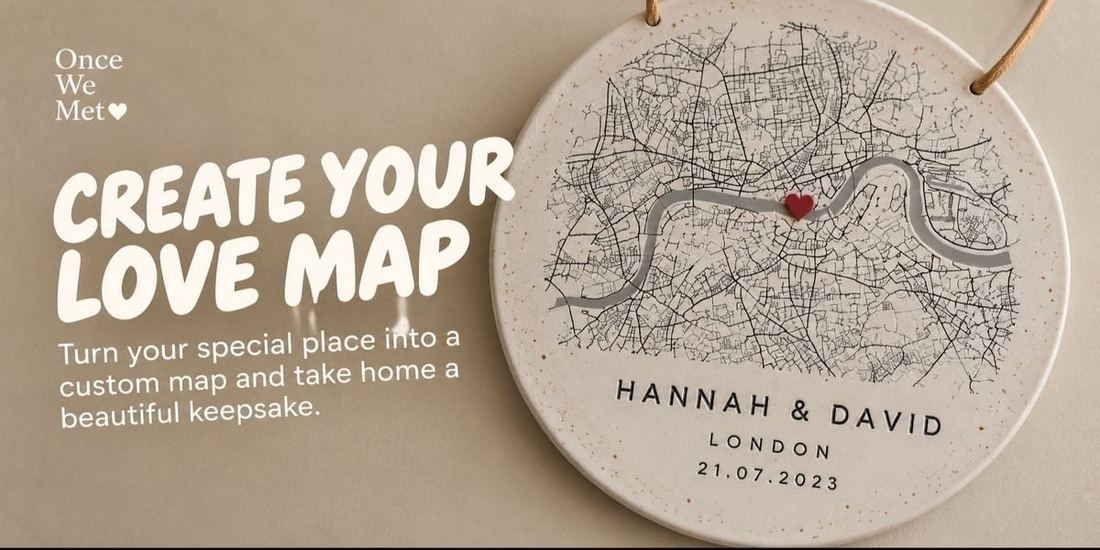 Once
We
Met
CREATE YOUR
LOVE MAP
Turn your special place into a
custom map and take home a
beautiful keepsake.
HANNAH & DAVID
LONDON
21.07.2023